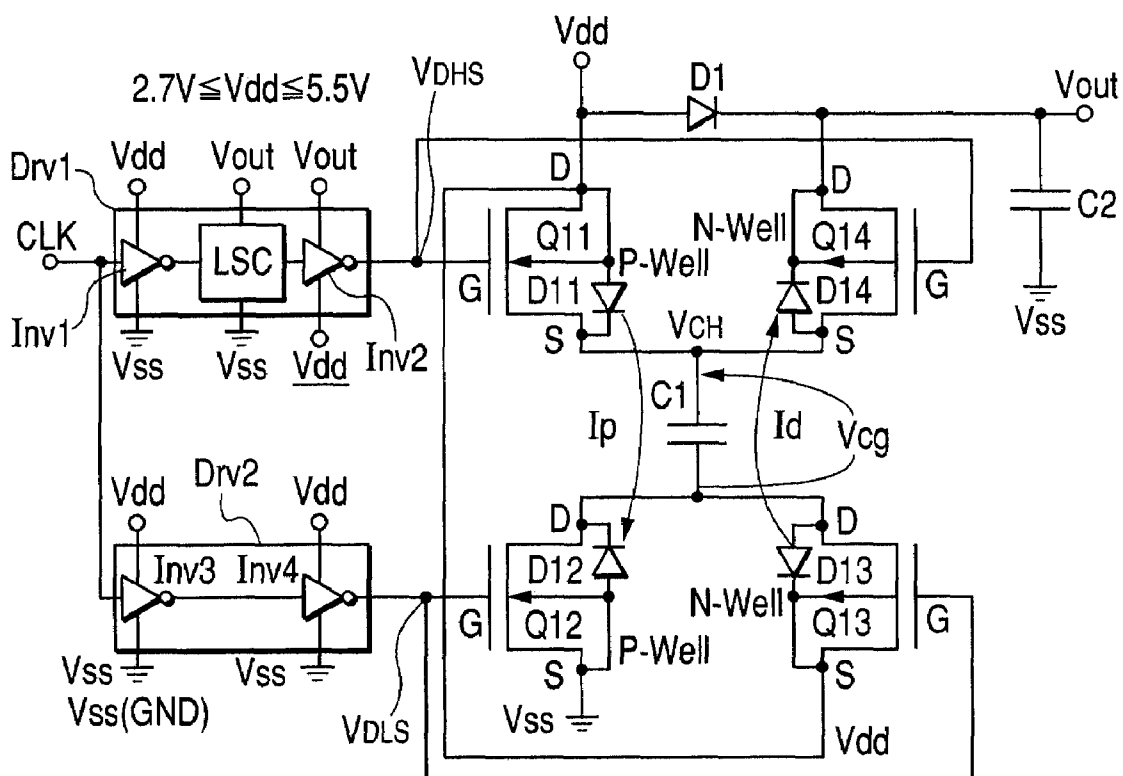 Vdd
2.7V≦Vdd≦5.5V
VDHS
D1
Vout
Drv1
Vdd
Vout
Vout
D
D
C2
CLK
LSC
Q11
N-Well
Q14
P-Well
G
D11
D14
G
Inv1
Vss
Vss
Vdd
Inv2
S
VCH
S
Vss
C1
Ip
Id
Vcg
Drv2
Vdd
Vdd
D
D
Inv3
Inv4
D12
D13
N-Well
G
Q12
Q13
G
P-Well
Vss
Vss
S
S
Vss(GND)
VDLS
Vss
Vdd